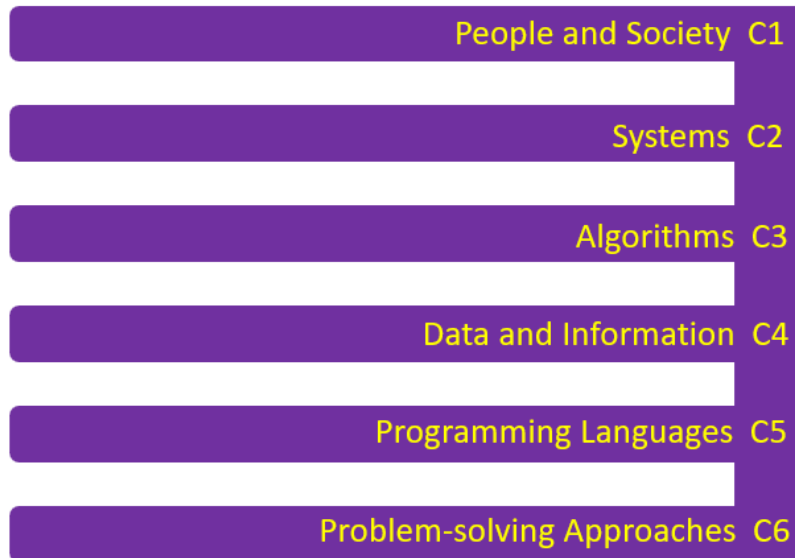 People and Society C1
Systems C2
Algorithms C3
Data and Information C4
Programming Languages C5
Problem-solving Approaches C6